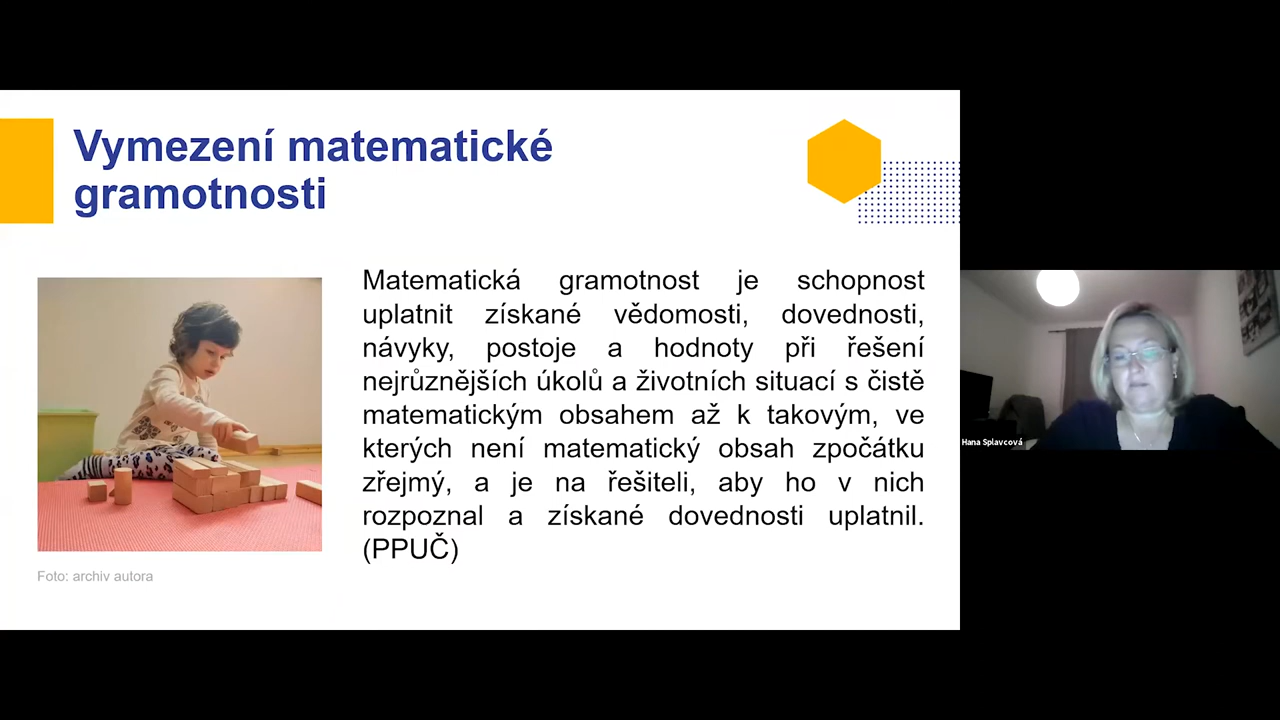 Vymezení matematické
gramotnosti
Matematická gramotnost je schopnost
uplatnit získané vědomosti, dovednosti,
návyky, postoje a hodnoty při řešení
nejrůznějších úkolů a životních situací s čistě
matematickým obsahem až k takovým, ve
kterých není matematický obsah zpočátku
zřejmý, a je na řešiteli, aby ho v nich
rozpoznal a získané dovednosti uplatnil.
(PPUČ)
Foto: archiv autora
Hana Splavcová